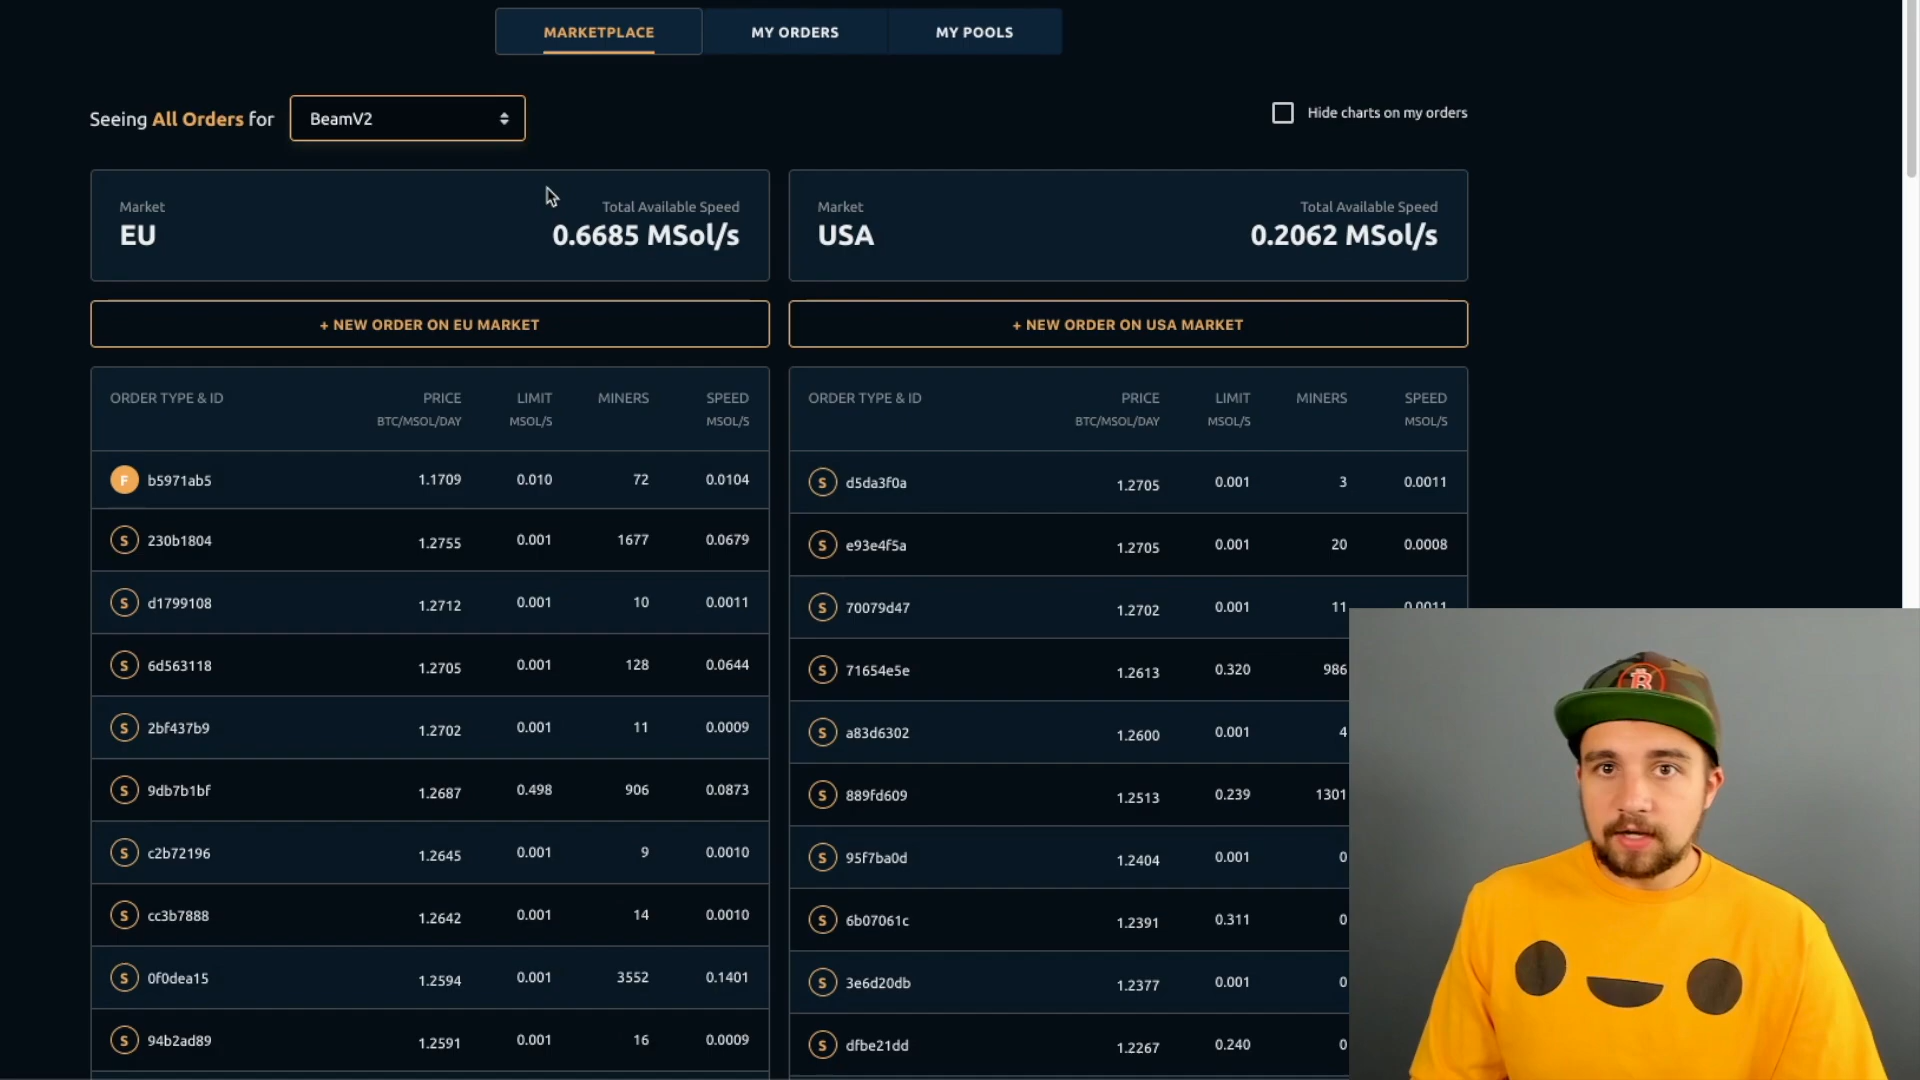 MARKETPLACE MY ORDERS MY POOLS
Seeing All Orders for BeamV2
Hide charts on my orders
Market Total Available Speed
EU 0.6685 MSol/s
Market Total Available Speed
USA 0.2062 MSol/s
+ NEW ORDER ON EU MARKET
+ NEW ORDER ON USA MARKET
ORDER TYPE & ID PRICE LIMIT MINERS SPEED
BTC/MSOL/DAY MSOL/S MSOL/S
F b5971ab5 1.1709 0.010 72 0.0104
S 230b1804 1.2755 0.001 1677 0.0679
S d1799108 1.2712 0.001 10 0.0011
S 6d563118 1.2705 0.001 128 0.0644
S 2bf437b9 1.2702 0.001 11 0.0009
S 9db7b1bf 1.2687 0.498 906 0.0873
S c2b72196 1.2645 0.001 9 0.0010
S cc3b7888 1.2642 0.001 14 0.0010
S 0f0dea15 1.2594 0.001 3552 0.1401
S 94b2ad89 1.2591 0.001 16 0.0009
ORDER TYPE & ID PRICE LIMIT MINERS SPEED
BTC/MSOL/DAY MSOL/S MSOL/S
S d5da3f0a 1.2705 0.001 3 0.0011
S e93e4f5a 1.2705 0.001 20 0.0008
S 70079d47 1.2702 0.001 11 0.0011
S 71654e5e 1.2613 0.320 986
S a83d6302 1.2600 0.001 4
S 889fd609 1.2513 0.239 1301
S 95f7ba0d 1.2404 0.001 0
S 6b07061c 1.2391 0.311 0
S 3e6d20db 1.2377 0.001 0
S dfbe21dd 1.2267 0.240 0
B